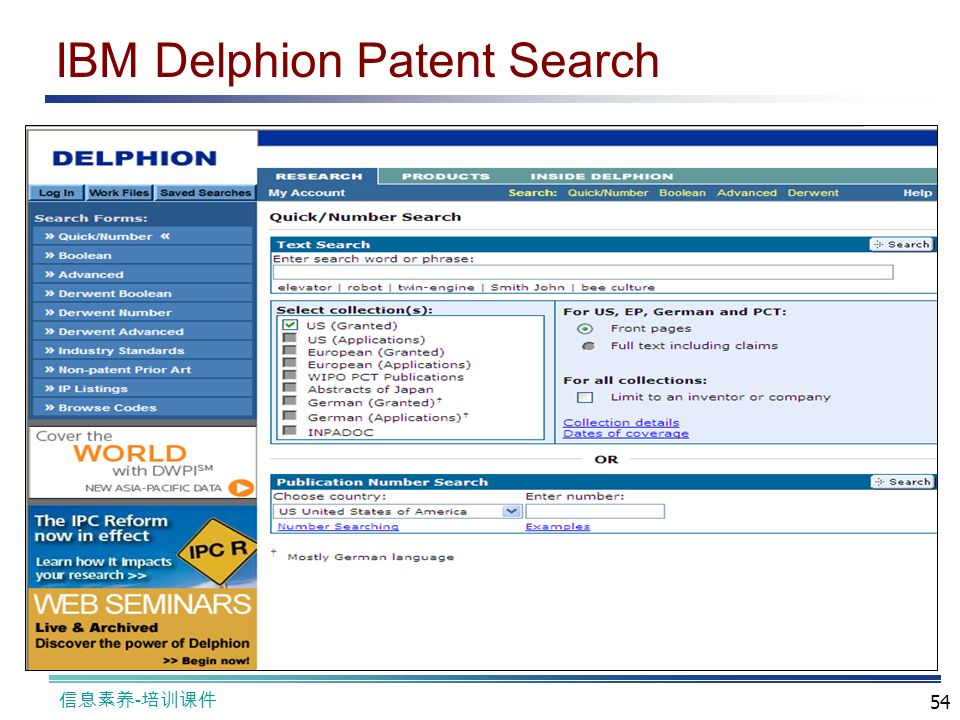 IBM Delphion Patent Search
DELPHION
RESEARCH PRODUCTS INSIDE DELPHION
Log In Work Files Saved Searches
My Account Search: Quick/Number Boolean Advanced Derwent Help
Search Forms:
» Quick/Number «
» Boolean
» Advanced
» Derwent Boolean
» Derwent Number
» Derwent Advanced
» Industry Standards
» Non-patent Prior Art
» IP Listings
» Browse Codes
Cover the
WORLD
with DWPI℠
NEW ASIA-PACIFIC DATA
The IPC Reform
now in effect
IPC R
Learn how It impacts
your research >>
WEB SEMINARS
Live & Archived
Discover the power of Delphion
>> Begin now!
Quick/Number Search
Text Search Search
Enter search word or phrase:
elevator | robot | twin-engine | Smith John | bee culture
Select collection(s):
US (Granted)
US (Applications)
European (Granted)
European (Applications)
WIPO PCT Publications
Abstracts of Japan
German (Granted)†
German (Applications)†
INPADOC
For US, EP, German and PCT:
Front pages
Full text including claims
For all collections:
Limit to an inventor or company
Collection details
Dates of coverage
OR
Publication Number Search Search
Choose country: Enter number:
US United States of America
Number Searching Examples
† Mostly German language
信息素养-培训课件
54